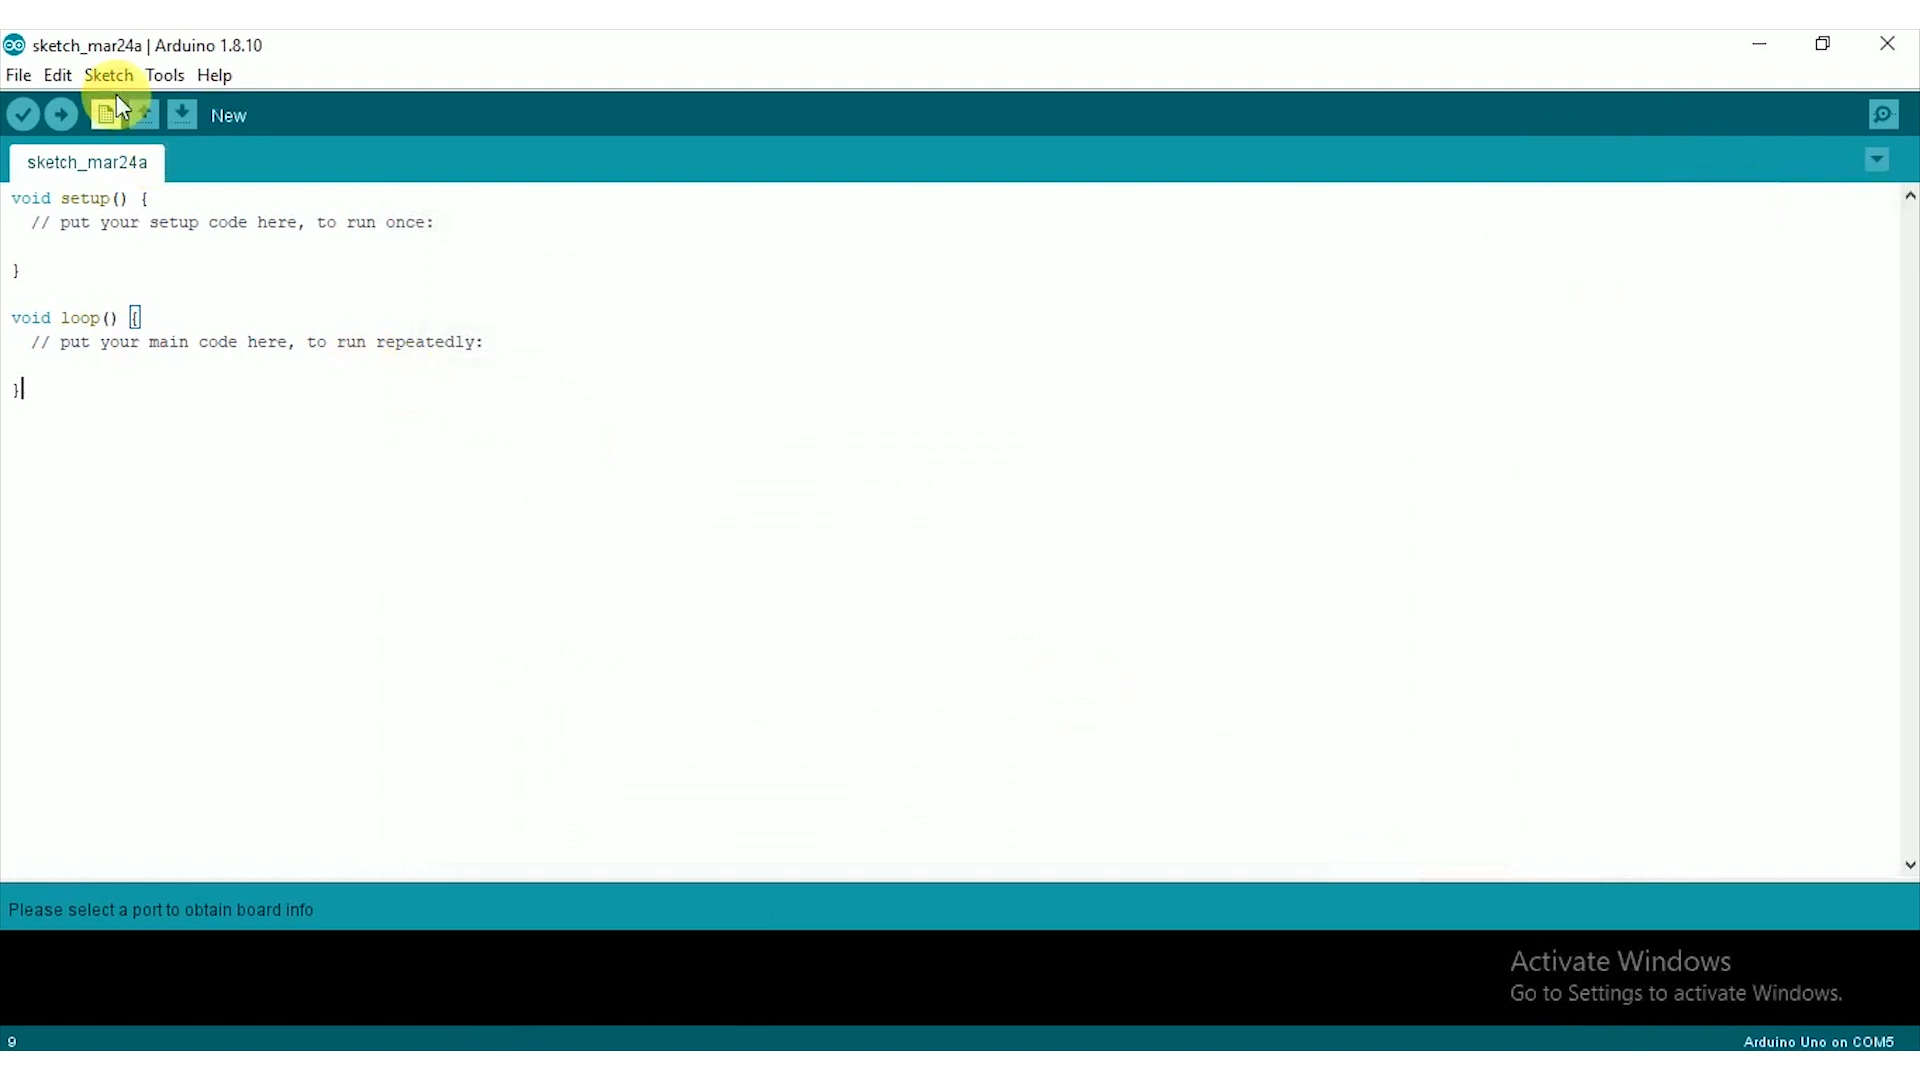 sketch_mar24a | Arduino 1.8.10
File Edit Sketch Tools Help
New
sketch_mar24a
void setup() {
  // put your setup code here, to run once:
}
void loop() {
  // put your main code here, to run repeatedly:
}
Please select a port to obtain board info
Activate Windows
Go to Settings to activate Windows.
9
Arduino Uno on COM5